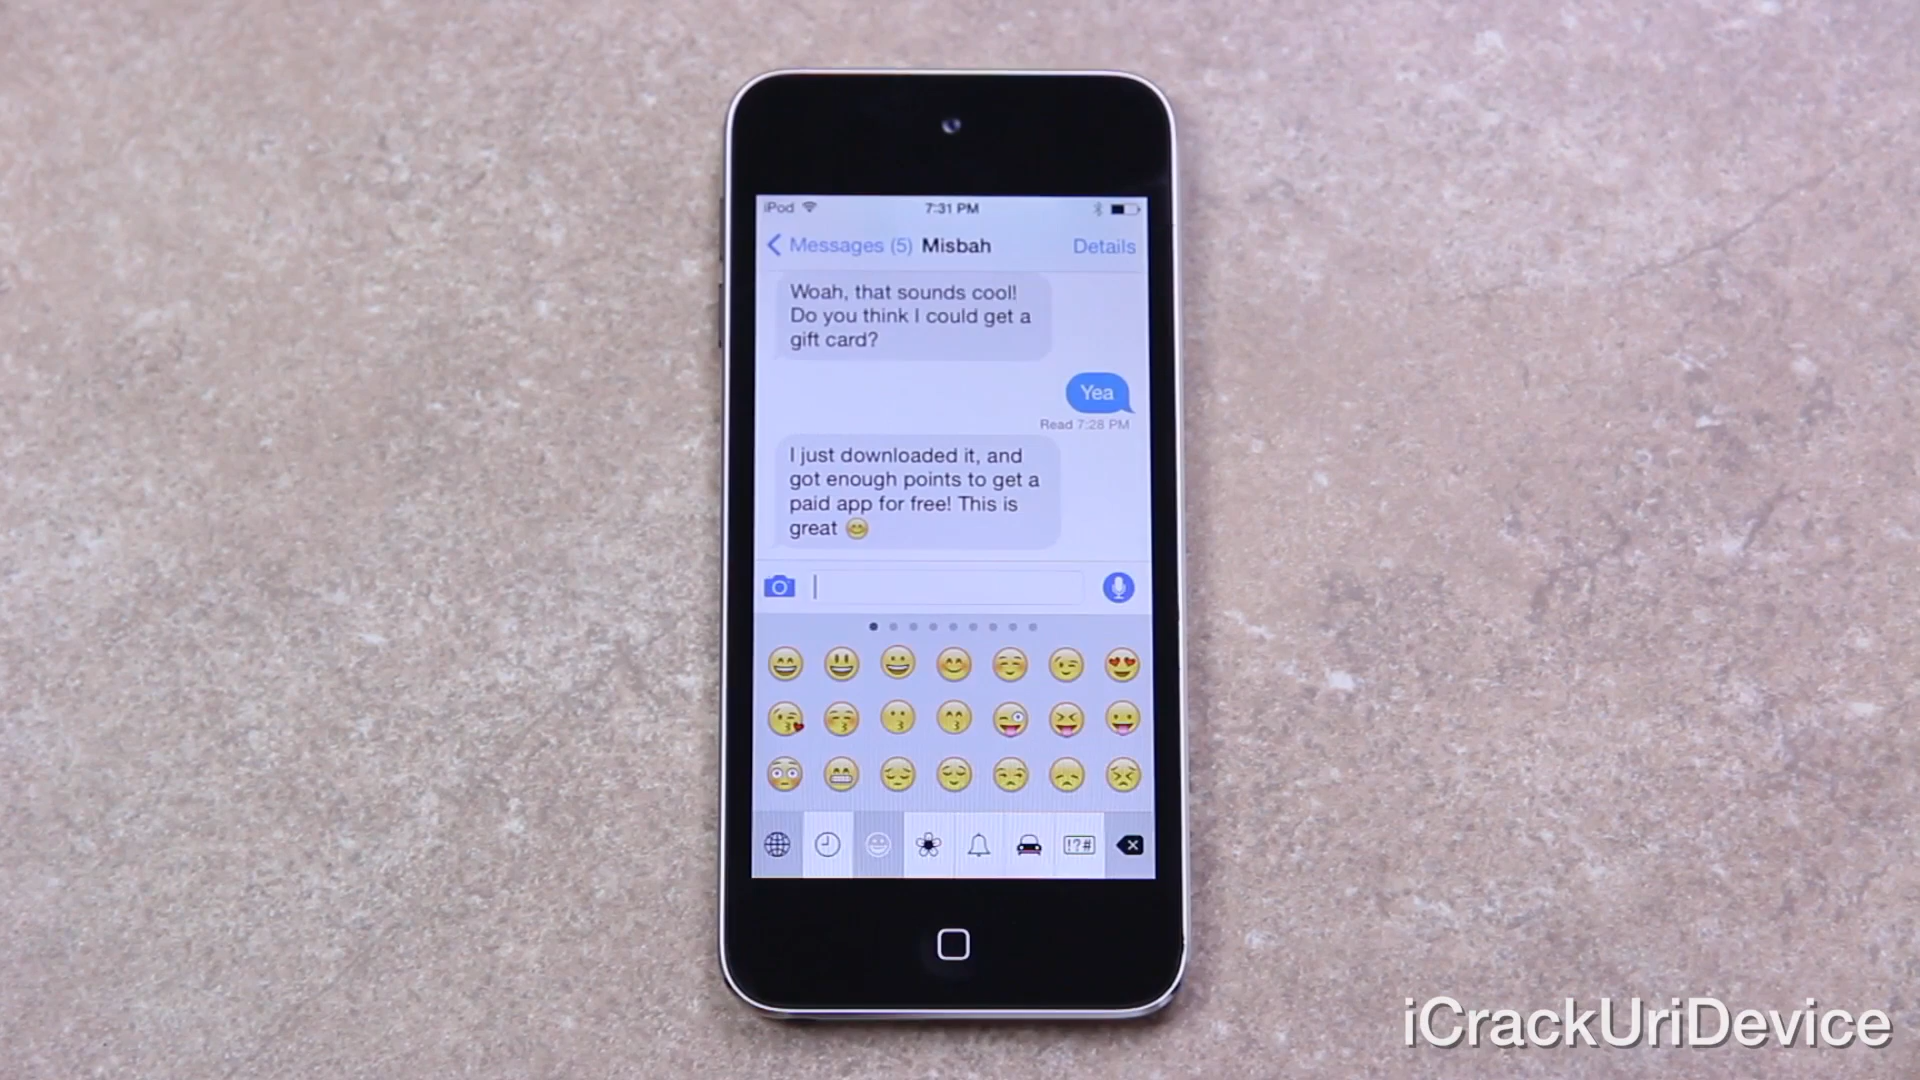 iPod 7:31 PM
Messages (5) Misbah Details
Woah, that sounds cool!
Do you think I could get a
gift card?
Yea
Read 7:28 PM
I just downloaded it, and
got enough points to get a
paid app for free! This is
great 😊
!?#
iCrackUriDevice